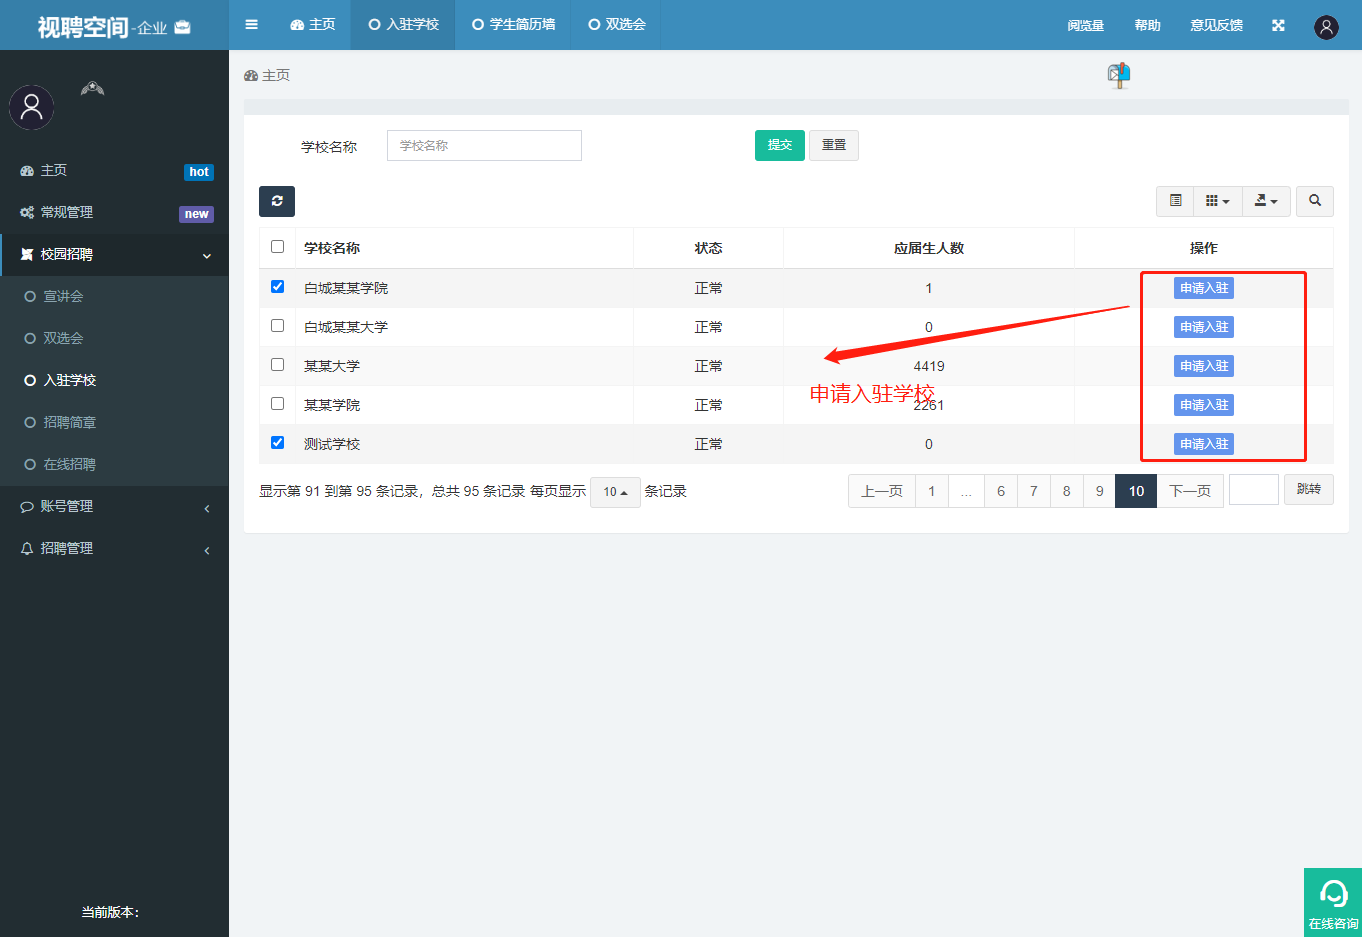 视聘空间-企业
主页
入驻学校
学生简历墙
双选会
阅览量
帮助
意见反馈
主页
hot
常规管理
new
校园招聘
宣讲会
双选会
入驻学校
招聘简章
在线招聘
账号管理
招聘管理
当前版本:
主页
学校名称
学校名称
提交
重置
学校名称 状态 应届生人数 操作
白城某某学院 正常 1 申请入驻
白城某某大学 正常 0 申请入驻
某某大学 正常 4419 申请入驻
某某学院 正常 2261 申请入驻
测试学校 正常 0 申请入驻
申请入驻学校
显示第 91 到第 95 条记录，总共 95 条记录 每页显示 10 条记录
上一页 1 ... 6 7 8 9 10 下一页 跳转
在线咨询